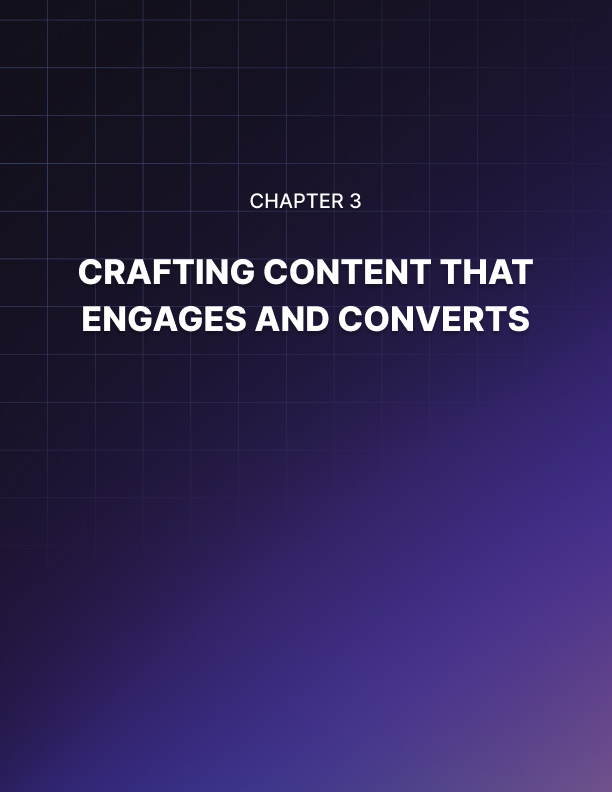 CHAPTER 3
CRAFTING CONTENT THAT
ENGAGES AND CONVERTS